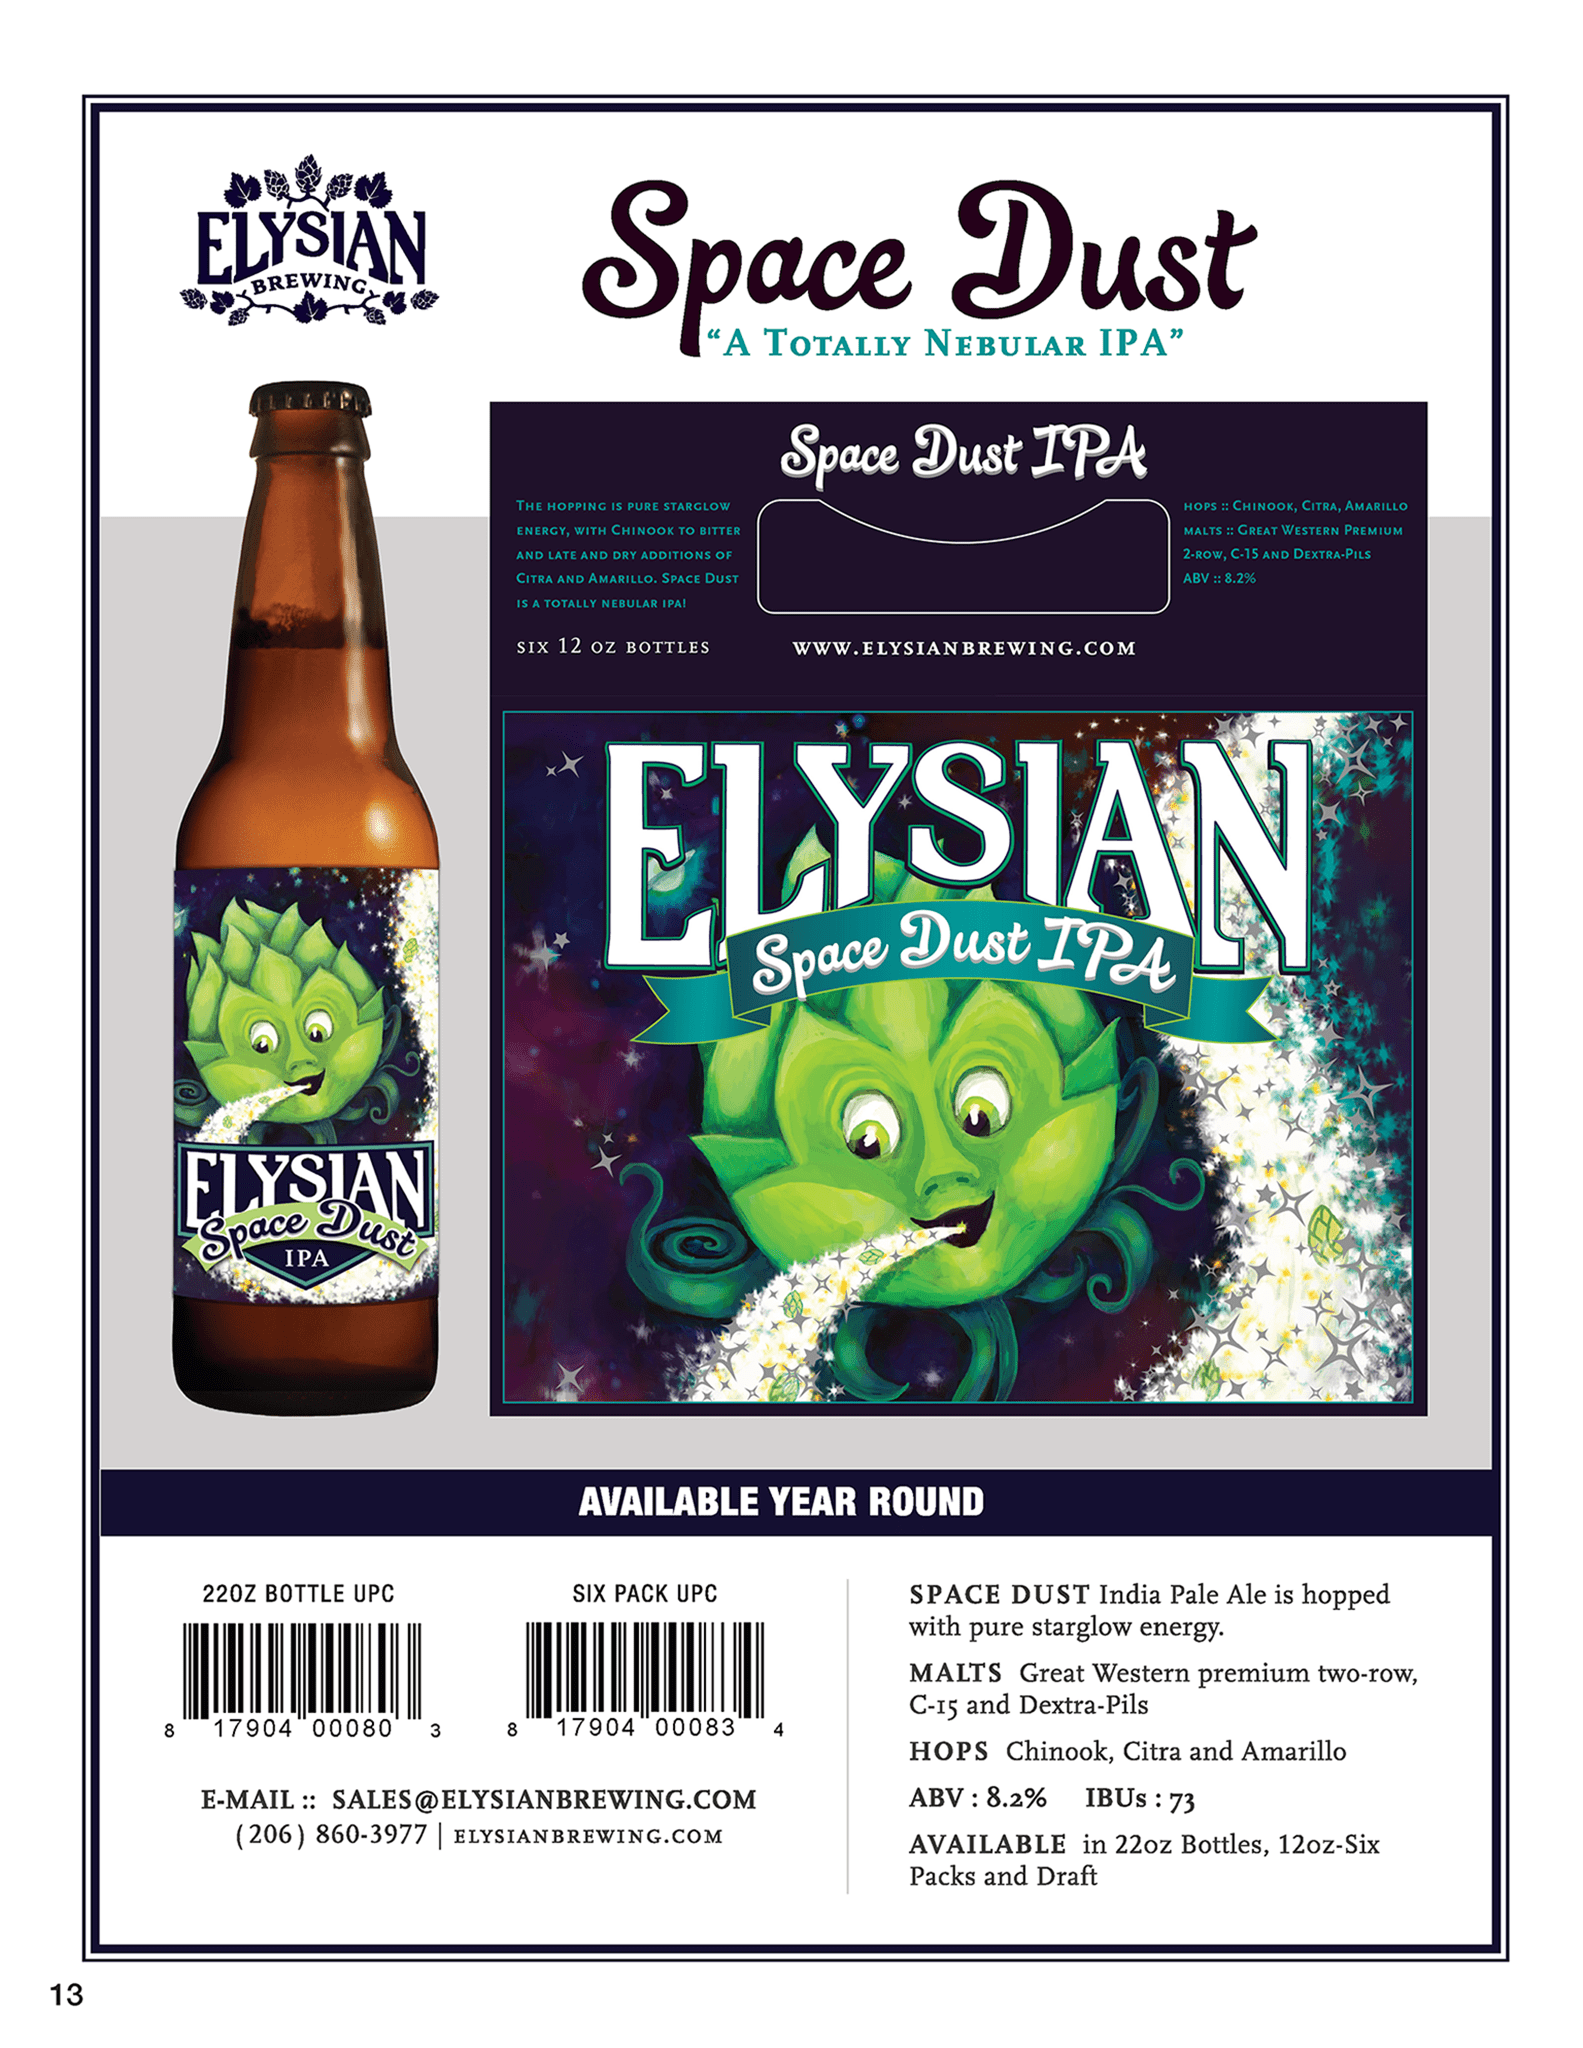 ELYSIAN
BREWING
Space Dust
“A Totally Nebular IPA”
Space Dust IPA
The hopping is pure starglow
energy, with Chinook to bitter
and late and dry additions of
Citra and Amarillo. Space Dust
is a totally nebular ipa!
hops :: Chinook, Citra, Amarillo
malts :: Great Western Premium
2-row, C-15 and Dextra-Pils
ABV :: 8.2%
six 12 oz bottles
www.elysianbrewing.com
ELYSIAN
Space Dust IPA
ELYSIAN
Space Dust
IPA
AVAILABLE YEAR ROUND
22OZ BOTTLE UPC
8 17904 00080 3
SIX PACK UPC
8 17904 00083 4
E-MAIL :: SALES@ELYSIANBREWING.COM
(206) 860-3977 | ELYSIANBREWING.COM
SPACE DUST India Pale Ale is hopped
with pure starglow energy.
MALTS Great Western premium two-row,
C-15 and Dextra-Pils
HOPS Chinook, Citra and Amarillo
ABV : 8.2% IBUs : 73
AVAILABLE in 22oz Bottles, 12oz-Six
Packs and Draft
13